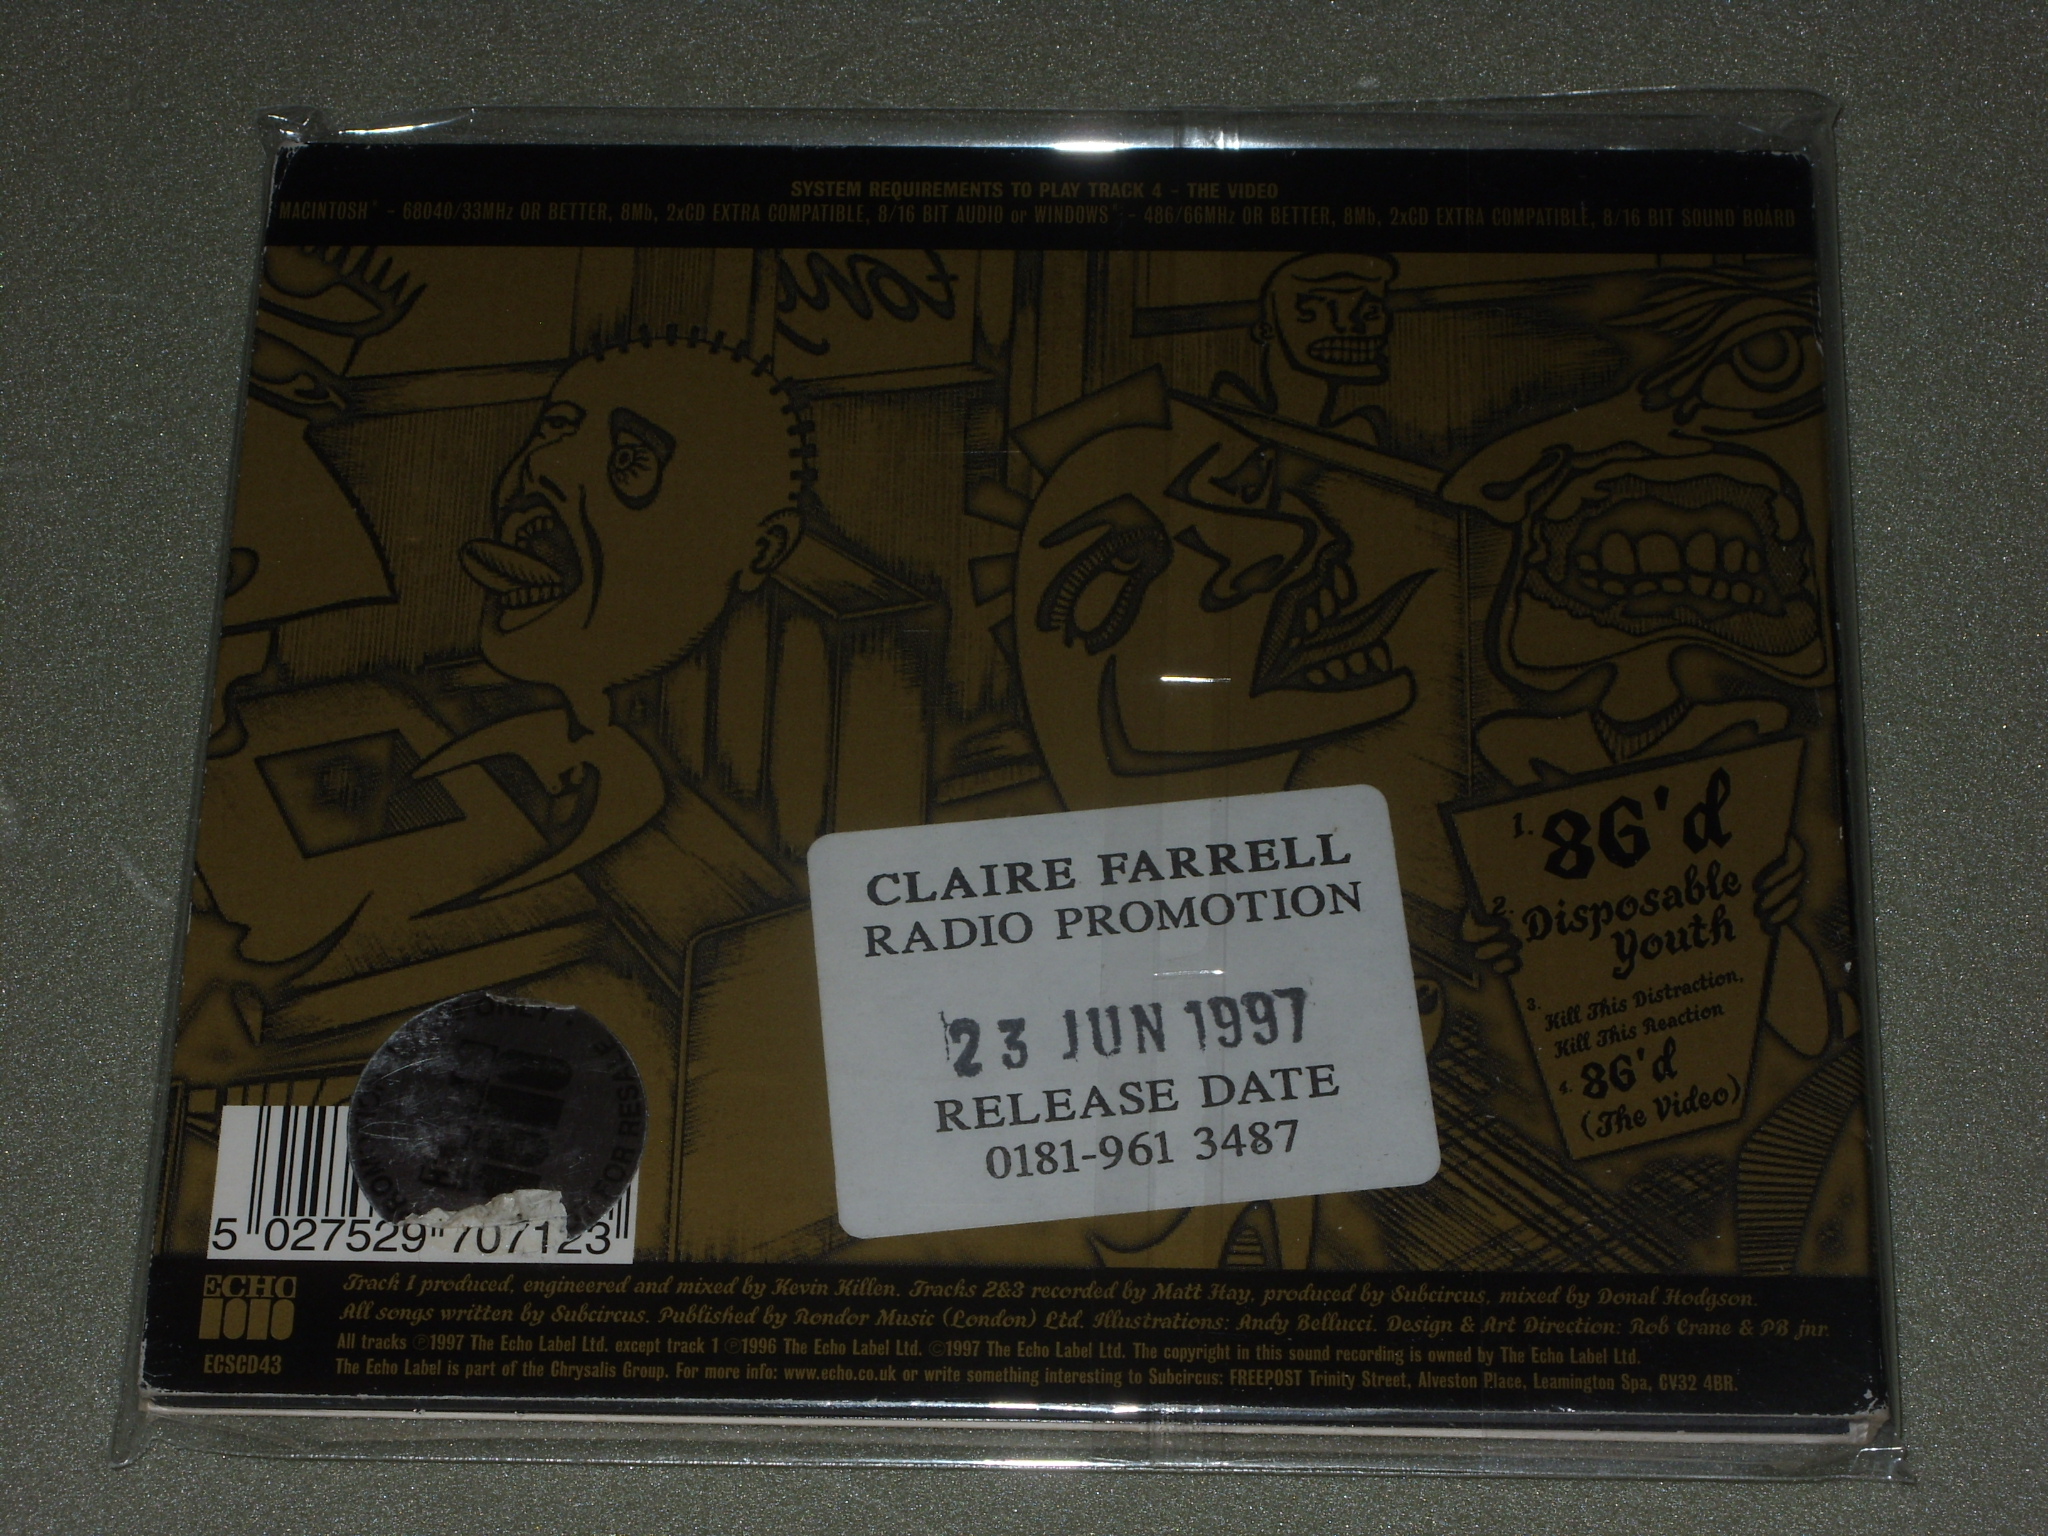 SYSTEM REQUIREMENTS TO PLAY TRACK 4 - THE VIDEO
MACINTOSH® - 68040/33MHz OR BETTER, 8Mb, 2xCD EXTRA COMPATIBLE, 8/16 BIT AUDIO or WINDOWS® - 486/66MHz OR BETTER, 8Mb, 2xCD EXTRA COMPATIBLE, 8/16 BIT SOUND BOARD
1. 86'd
2. Disposable
Youth
3. Kill This Distraction,
Kill This Reaction
4. 86'd
(The Video)
CLAIRE FARRELL
RADIO PROMOTION
23 JUN 1997
RELEASE DATE
0181-961 3487
ONLY
FOR RESALE
5 027529 707123
ECHO
ECSCD43
Track 1 produced, engineered and mixed by Kevin Killen. Tracks 2&3 recorded by Matt Hay, produced by Subcircus, mixed by Donal Hodgson.
All songs written by Subcircus. Published by Rondor Music (London) Ltd. Illustrations: Andy Bellucci. Design & Art Direction: Rob Crane & PB jnr.
All tracks ℗1997 The Echo Label Ltd. except track 1 ℗1996 The Echo Label Ltd. ©1997 The Echo Label Ltd. The copyright in this sound recording is owned by The Echo Label Ltd.
The Echo Label is part of the Chrysalis Group. For more info: www.echo.co.uk or write something interesting to Subcircus: FREEPOST Trinity Street, Alveston Place, Leamington Spa, CV32 4BR.